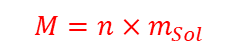 M = n × m_Sol